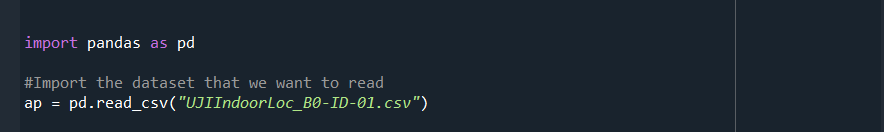 import pandas as pd
#Import the dataset that we want to read
ap = pd.read_csv("UJIIndoorLoc_B0-ID-01.csv")